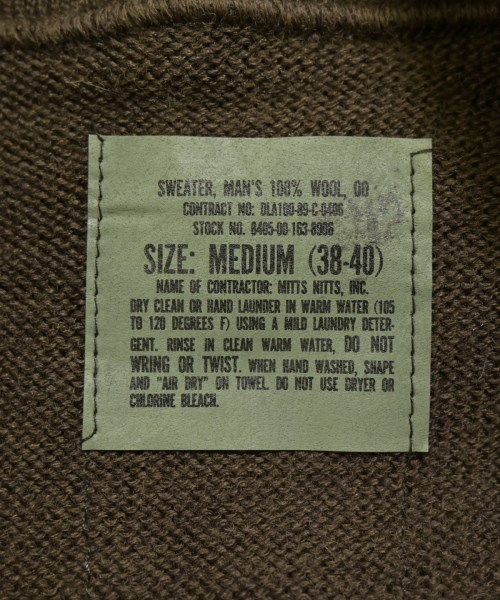 SWEATER, MAN'S 100% WOOL, OD
CONTRACT NO: DLA100-89-C-0406
STOCK NO. 8405-00-163-8906
SIZE: MEDIUM (38-40)
NAME OF CONTRACTOR: MITTS NITTS, INC.
DRY CLEAN OR HAND LAUNDER IN WARM WATER (105
TO 120 DEGREES F) USING A MILD LAUNDRY DETER-
GENT. RINSE IN CLEAN WARM WATER, DO NOT
WRING OR TWIST. WHEN HAND WASHED, SHAPE
AND "AIR DRY" ON TOWEL. DO NOT USE DRYER OR
CHLORINE BLEACH.